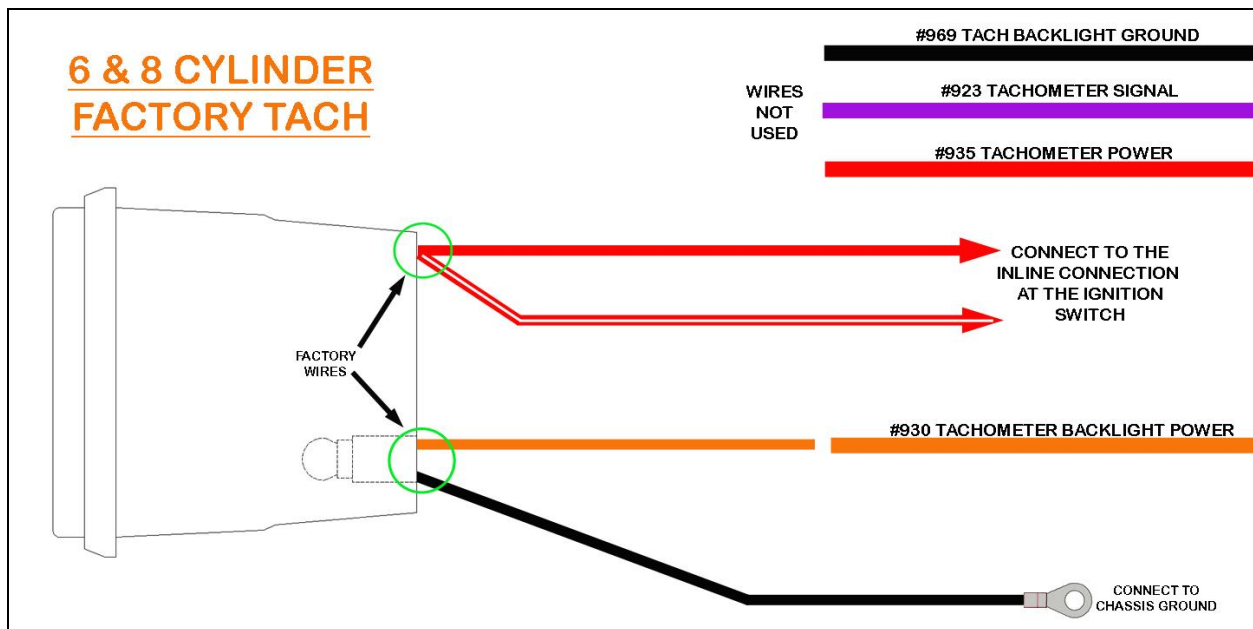 6 & 8 CYLINDER
FACTORY TACH
#969 TACH BACKLIGHT GROUND
WIRES
NOT
USED
#923 TACHOMETER SIGNAL
#935 TACHOMETER POWER
CONNECT TO THE
INLINE CONNECTION
AT THE IGNITION
SWITCH
FACTORY
WIRES
#930 TACHOMETER BACKLIGHT POWER
CONNECT TO
CHASSIS GROUND